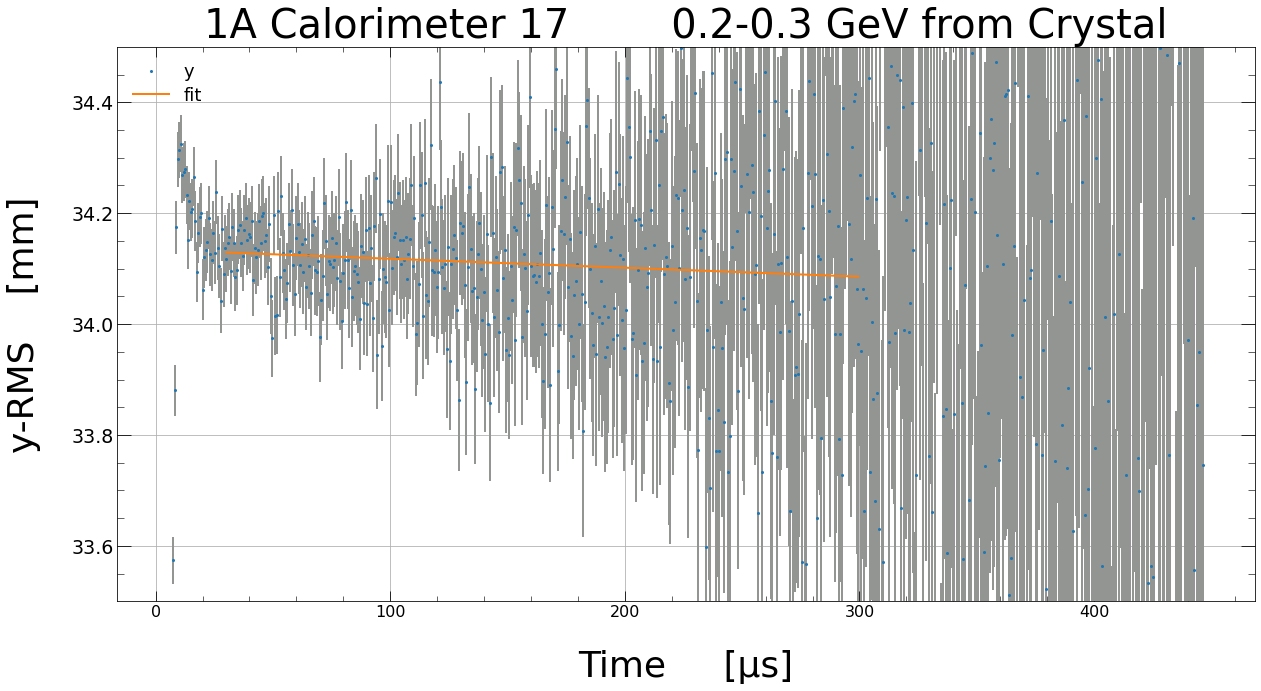 1A Calorimeter 17 0.2-0.3 GeV from Crystal
y
fit
34.4
34.2
34.0
33.8
33.6
y-RMS [mm]
0 100 200 300 400
Time [μs]